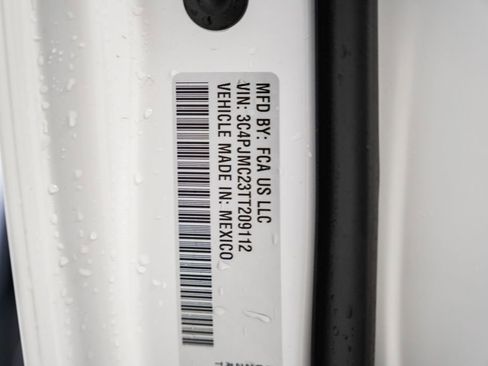 MFD BY: FCA US LLC
VIN: 3C4PJMC23TT209112
VEHICLE MADE IN: MEXICO